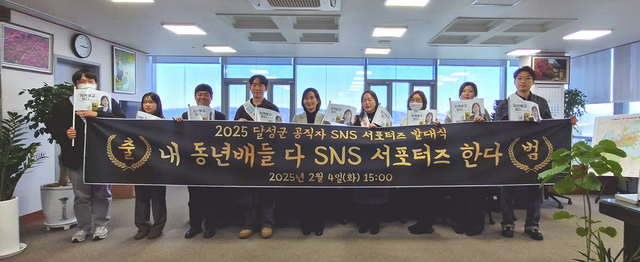 2025 달성군 공직자 SNS 서포터즈 발대식
출 내 동년배들 다 SNS 서포터즈 한다 범
2025년 2월 4일(화) 15:00